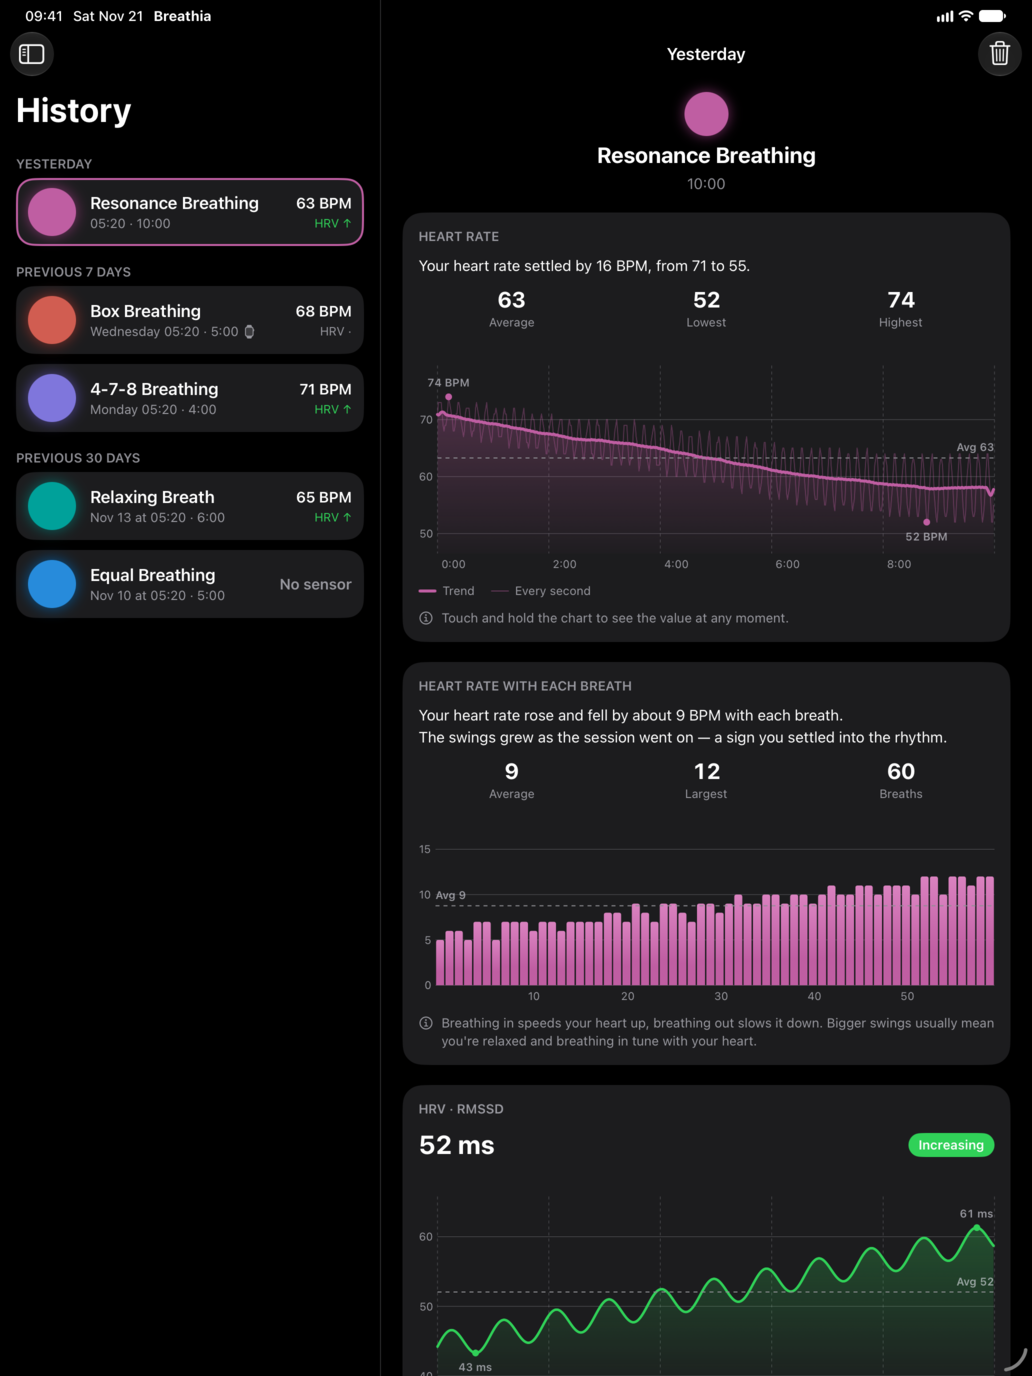 09:41 Sat Nov 21 Breathia
History
YESTERDAY
Resonance Breathing 63 BPM
05:20 · 10:00 HRV ↑
PREVIOUS 7 DAYS
Box Breathing 68 BPM
Wednesday 05:20 · 5:00 HRV ·
4-7-8 Breathing 71 BPM
Monday 05:20 · 4:00 HRV ↑
PREVIOUS 30 DAYS
Relaxing Breath 65 BPM
Nov 13 at 05:20 · 6:00 HRV ↑
Equal Breathing No sensor
Nov 10 at 05:20 · 5:00
Yesterday
Resonance Breathing
10:00
HEART RATE
Your heart rate settled by 16 BPM, from 71 to 55.
63 52 74
Average Lowest Highest
74 BPM
70
Avg 63
60
50
52 BPM
0:00 2:00 4:00 6:00 8:00
Trend Every second
Touch and hold the chart to see the value at any moment.
HEART RATE WITH EACH BREATH
Your heart rate rose and fell by about 9 BPM with each breath.
The swings grew as the session went on — a sign you settled into the rhythm.
9 12 60
Average Largest Breaths
15
10 Avg 9
5
0
10 20 30 40 50
Breathing in speeds your heart up, breathing out slows it down. Bigger swings usually mean
you're relaxed and breathing in tune with your heart.
HRV · RMSSD
52 ms Increasing
61 ms
60
Avg 52
50
43 ms
40